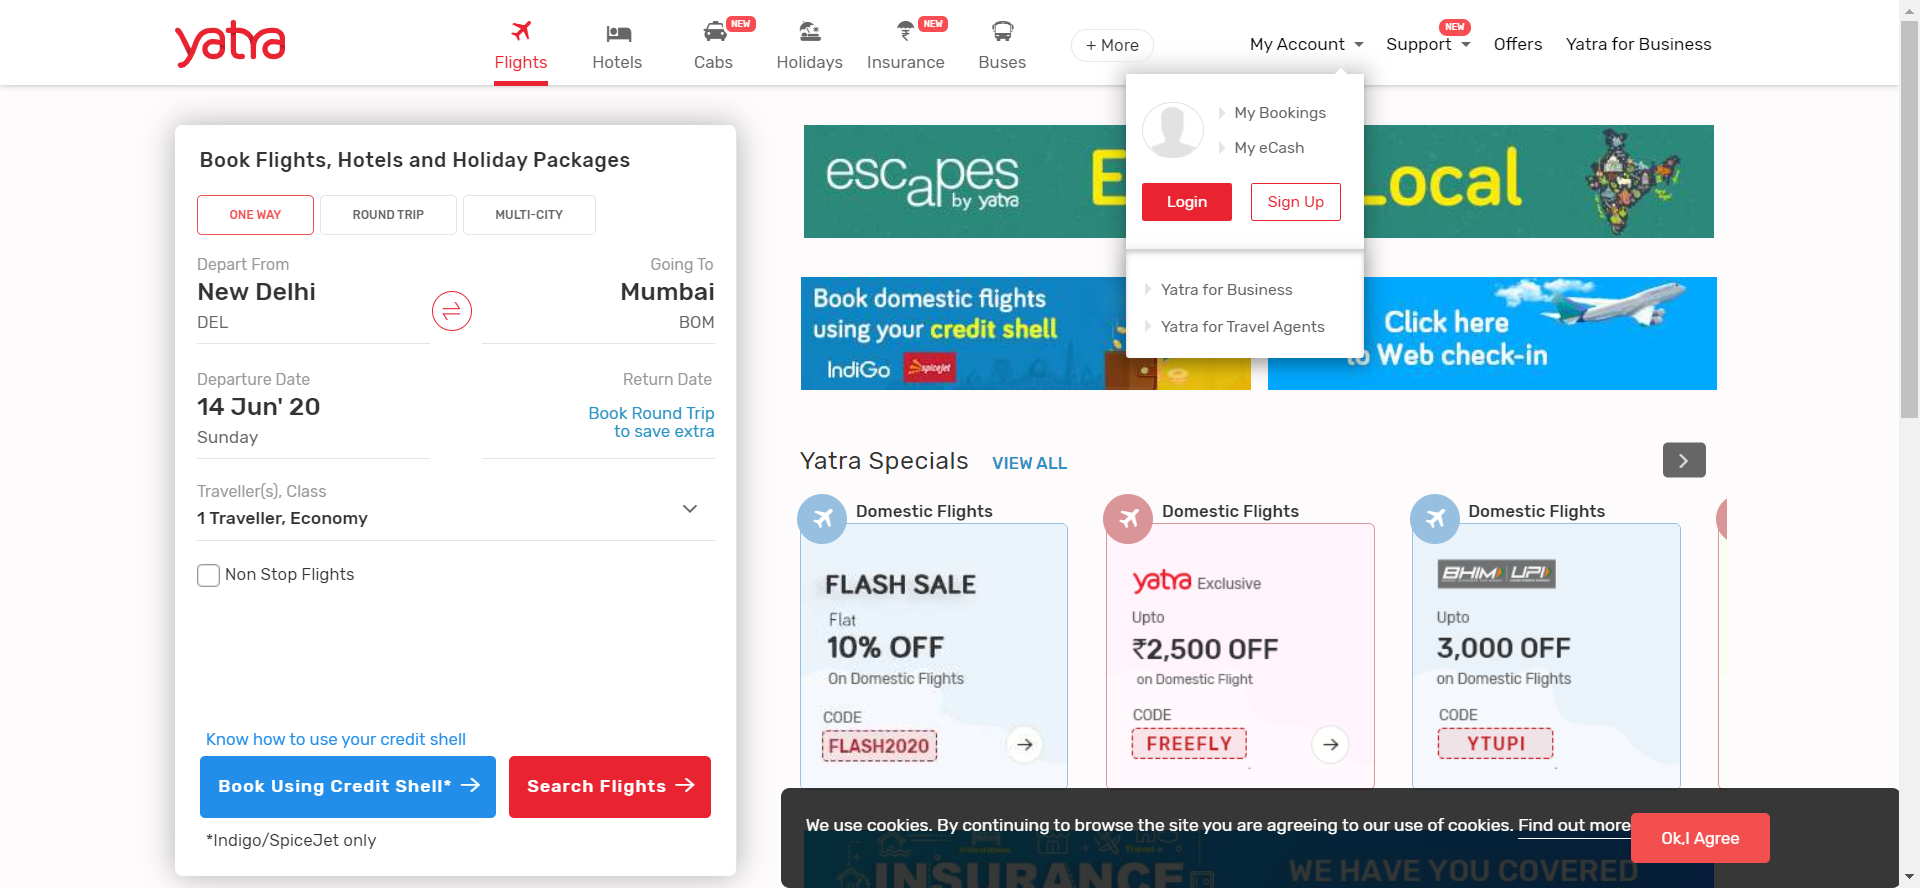 yatra
Flights
Hotels
NEW
Cabs
Holidays
NEW
Insurance
Buses
+ More
My Account
NEW
Support
Offers
Yatra for Business
My Bookings
My eCash
Login
Sign Up
Yatra for Business
Yatra for Travel Agents
Book Flights, Hotels and Holiday Packages
ONE WAY
ROUND TRIP
MULTI-CITY
Depart From
New Delhi
DEL
Going To
Mumbai
BOM
Departure Date
14 Jun' 20
Sunday
Return Date
Book Round Trip
to save extra
Traveller(s), Class
1 Traveller, Economy
Non Stop Flights
Know how to use your credit shell
Book Using Credit Shell*
Search Flights
*Indigo/SpiceJet only
escapes
by yatra
E
Local
Book domestic flights
using your credit shell
IndiGo
spicejet
Click here
to Web check-in
Yatra Specials
VIEW ALL
Domestic Flights
FLASH SALE
Flat
10% OFF
On Domestic Flights
CODE
FLASH2020
Domestic Flights
yatra Exclusive
Upto
₹2,500 OFF
on Domestic Flight
CODE
FREEFLY
Domestic Flights
BHIM UPI
Upto
3,000 OFF
on Domestic Flights
CODE
YTUPI
We use cookies. By continuing to browse the site you are agreeing to our use of cookies. Find out more
Ok,I Agree
Travel
INSURANCE
WE HAVE YOU COVERED